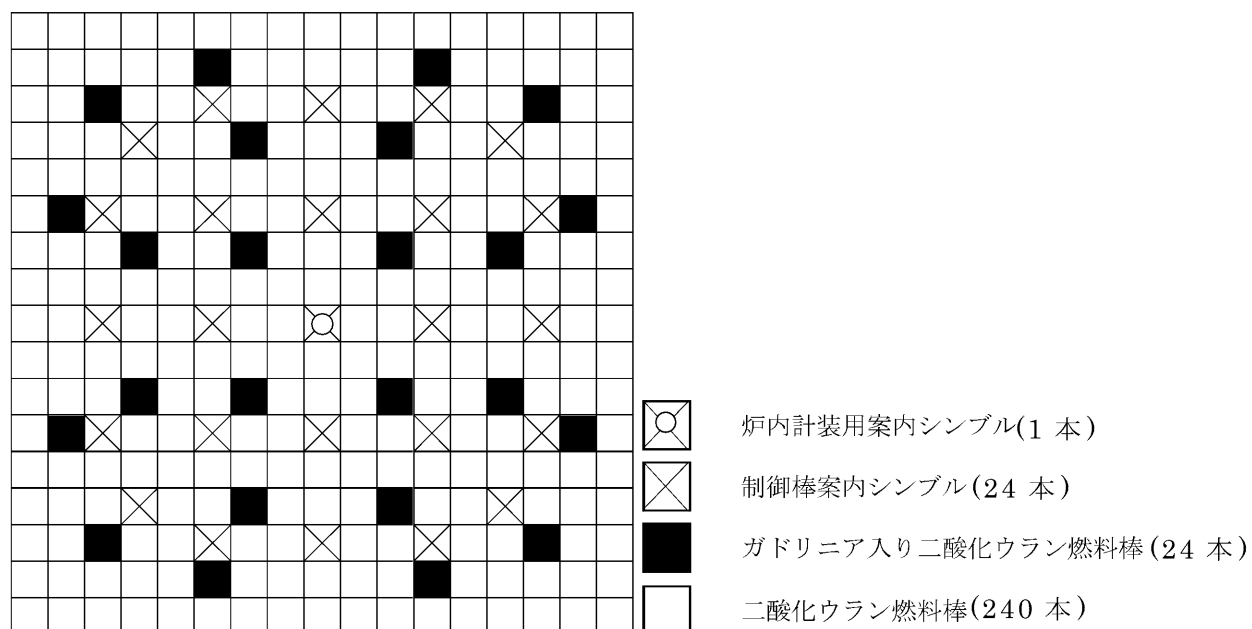 炉内計装用案内シンブル(1 本)
制御棒案内シンブル(24 本)
ガドリニア入り二酸化ウラン燃料棒(24 本)
二酸化ウラン燃料棒(240 本)